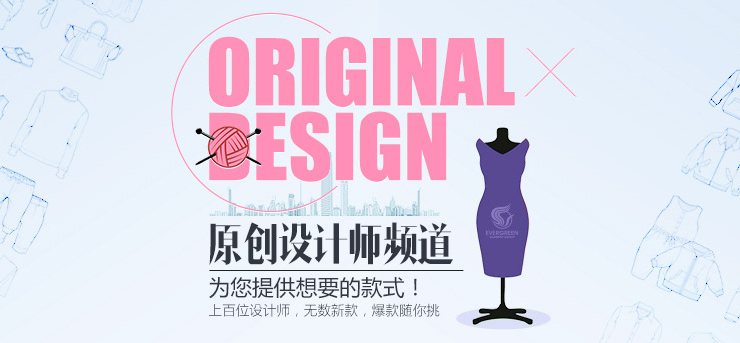 ORIGINAL
DESIGN
EVERGREEN
原创设计师频道
为您提供想要的款式！
上百位设计师，无数新款，爆款随你挑